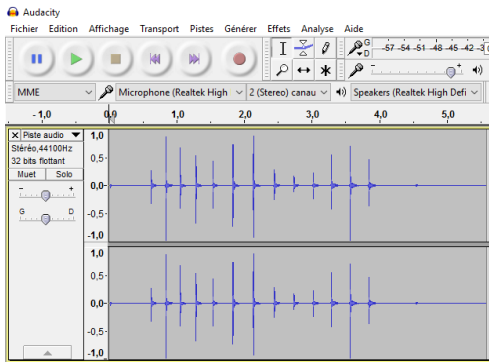 Audacity
Fichier Edition Affichage Transport Pistes Générer Effets Analyse Aide
G
D
-57 -54 -51 -48 -45 -42 -3
MME Microphone (Realtek High 2 (Stereo) canau Speakers (Realtek High Defi
- 1,0 0,0 1,0 2,0 3,0 4,0 5,0
X Piste audio 1,0
Stéréo,44100Hz
32 bits flottant
Muet Solo
0,5-
- +
0,0-
G D
-0,5-
-1,0
1,0
0,5-
0,0-
-0,5-
-1,0